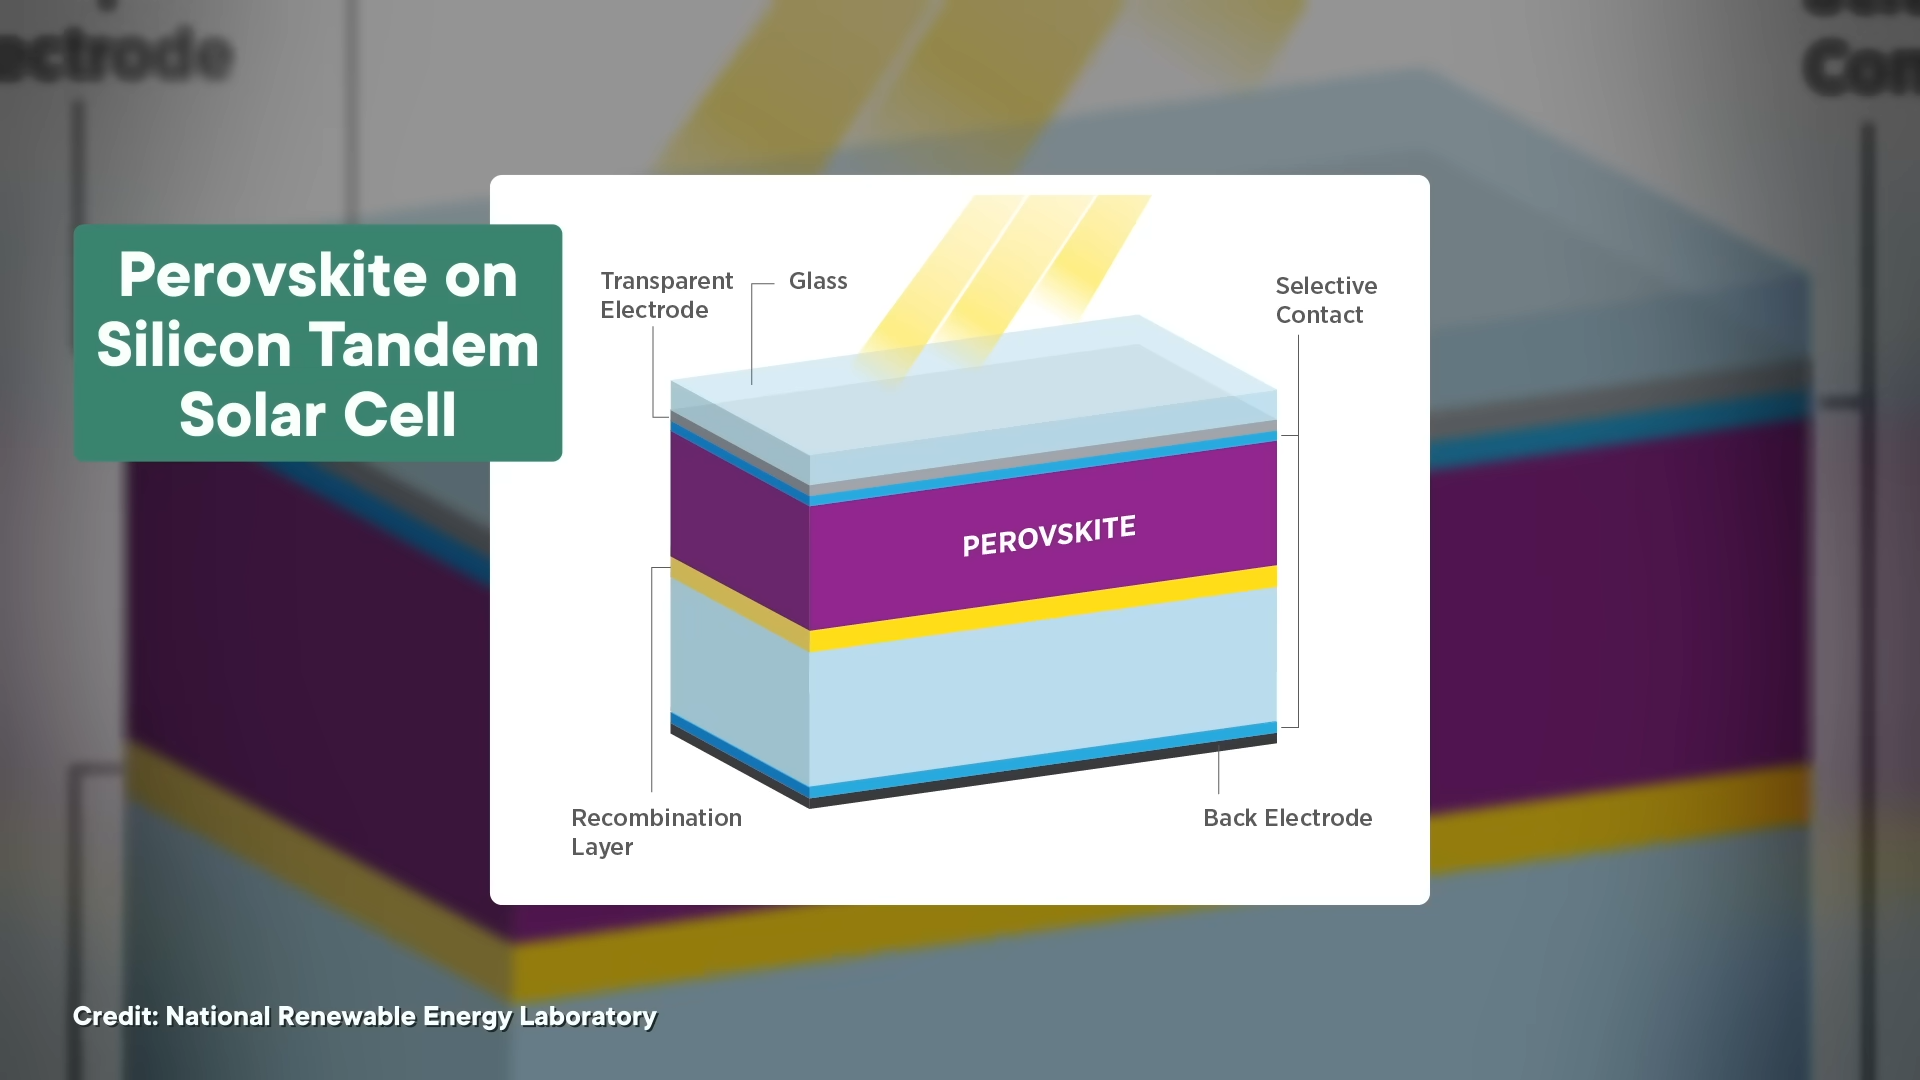 Perovskite on
Silicon Tandem
Solar Cell
Transparent
Electrode
Glass
Selective
Contact
PEROVSKITE
Recombination
Layer
Back Electrode
Credit: National Renewable Energy Laboratory